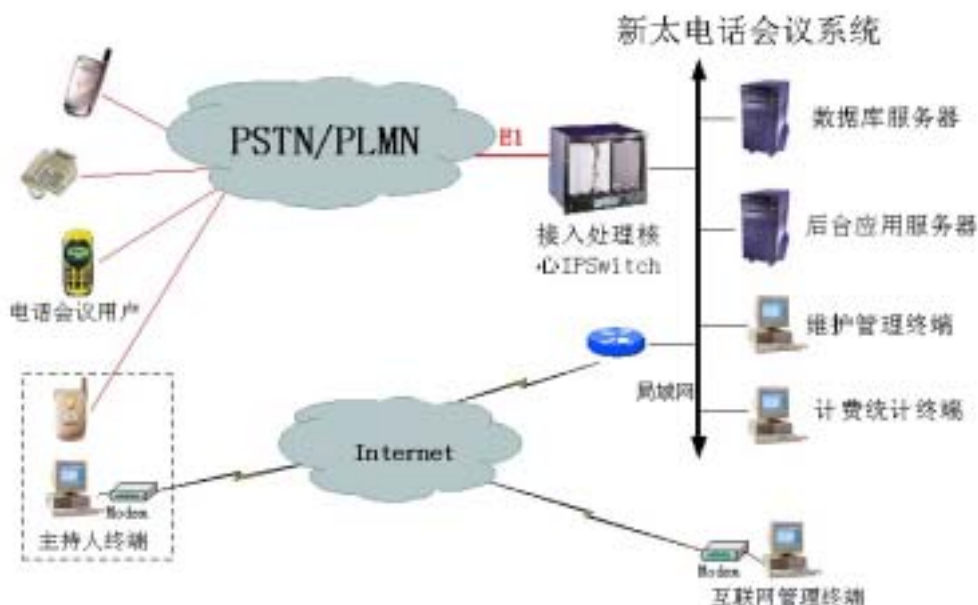 新太电话会议系统
PSTN/PLMN
E1
数据库服务器
接入处理核
心IPSwitch
后台应用服务器
电话会议用户
维护管理终端
局域网
计费统计终端
Internet
Modem
主持人终端
Modem
互联网管理终端